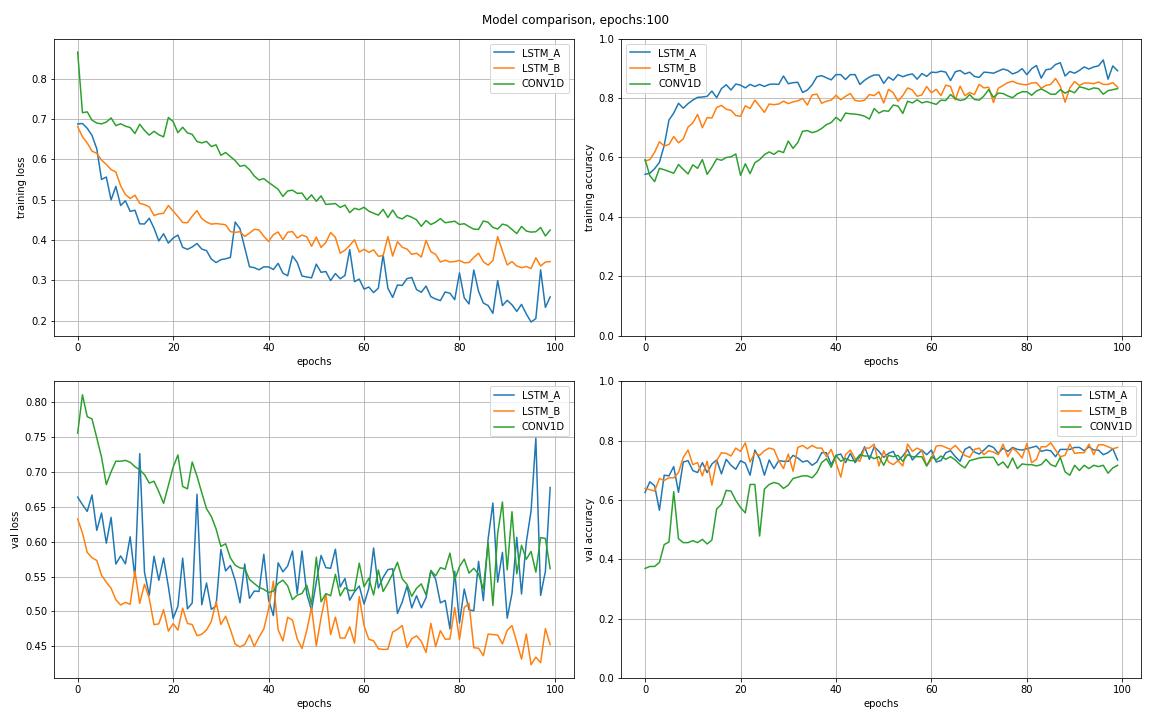 Model comparison, epochs:100
training loss
0.8
0.7
0.6
0.5
0.4
0.3
0.2
LSTM_A
LSTM_B
CONV1D
0 20 40 60 80 100
epochs
training accuracy
1.0
0.8
0.6
0.4
0.2
0.0
LSTM_A
LSTM_B
CONV1D
0 20 40 60 80 100
epochs
val loss
0.80
0.75
0.70
0.65
0.60
0.55
0.50
0.45
LSTM_A
LSTM_B
CONV1D
0 20 40 60 80 100
epochs
val accuracy
1.0
0.8
0.6
0.4
0.2
0.0
LSTM_A
LSTM_B
CONV1D
0 20 40 60 80 100
epochs